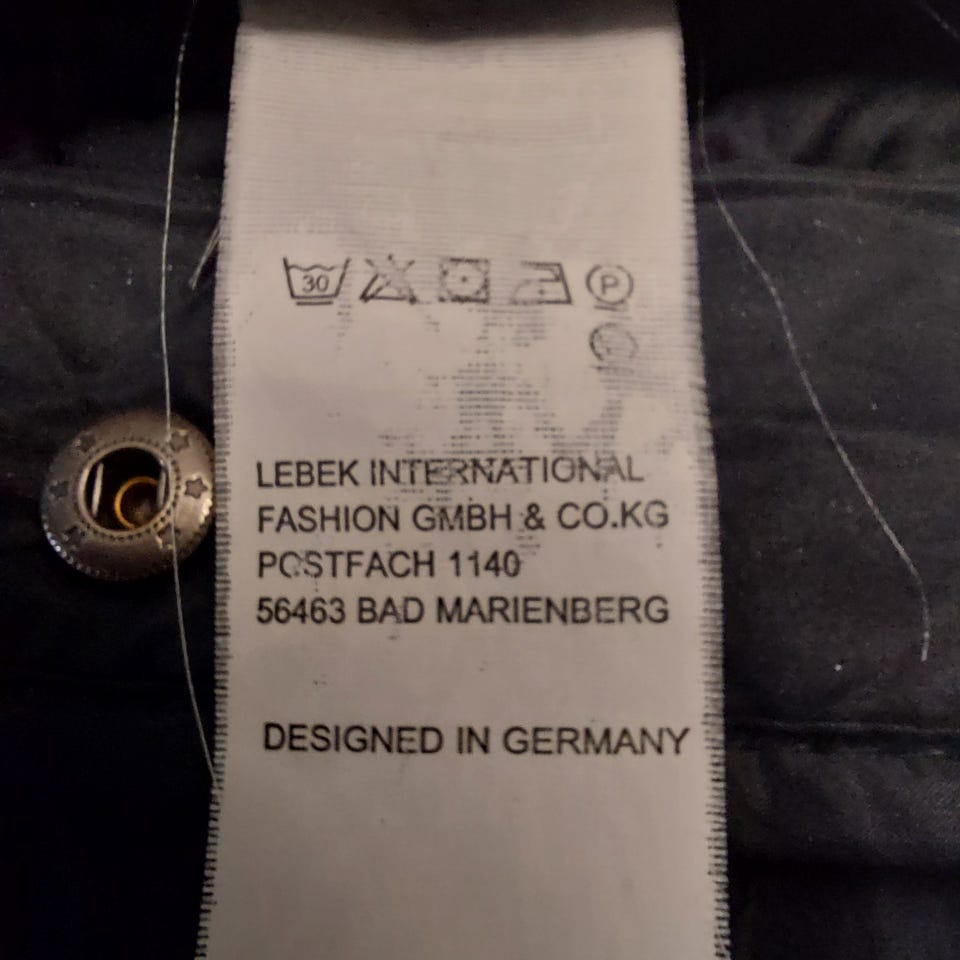 30
P
LEBEK INTERNATIONAL
FASHION GMBH & CO.KG
POSTFACH 1140
56463 BAD MARIENBERG
DESIGNED IN GERMANY